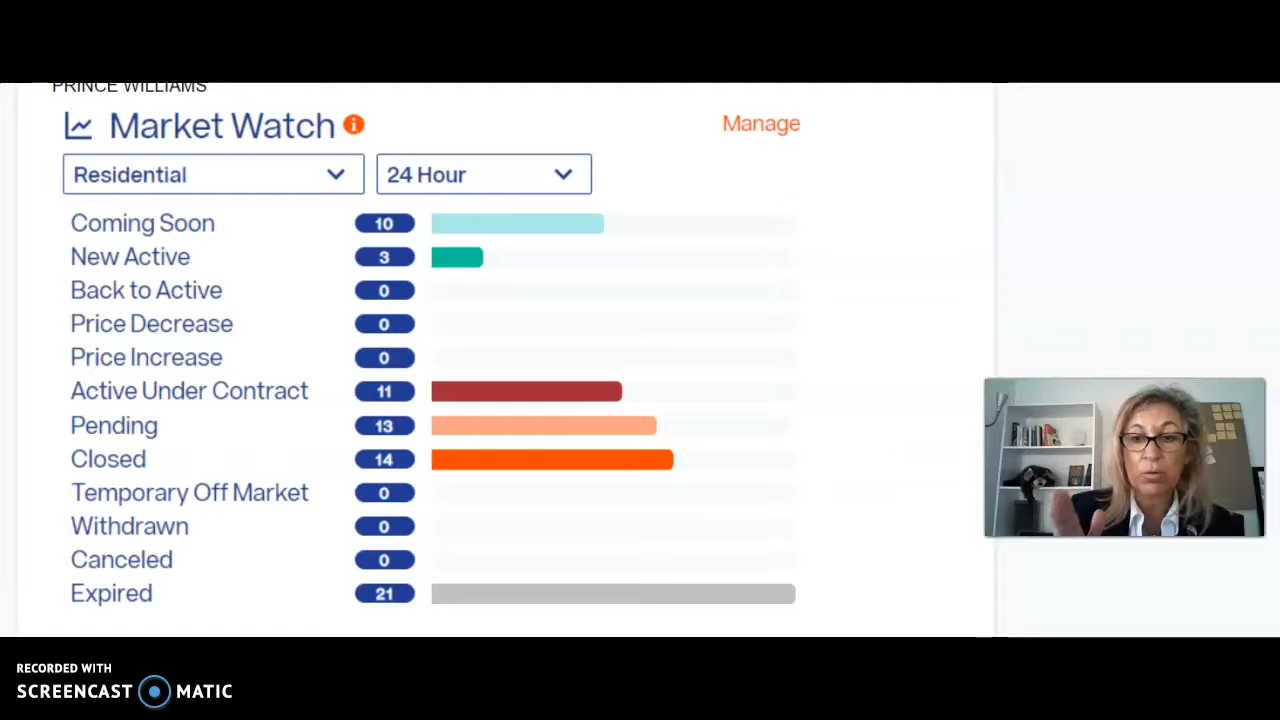 PRINCE WILLIAMS
Market Watch
Manage
Residential
24 Hour
Coming Soon 10
New Active 3
Back to Active 0
Price Decrease 0
Price Increase 0
Active Under Contract 11
Pending 13
Closed 14
Temporary Off Market 0
Withdrawn 0
Canceled 0
Expired 21
RECORDED WITH
SCREENCAST MATIC